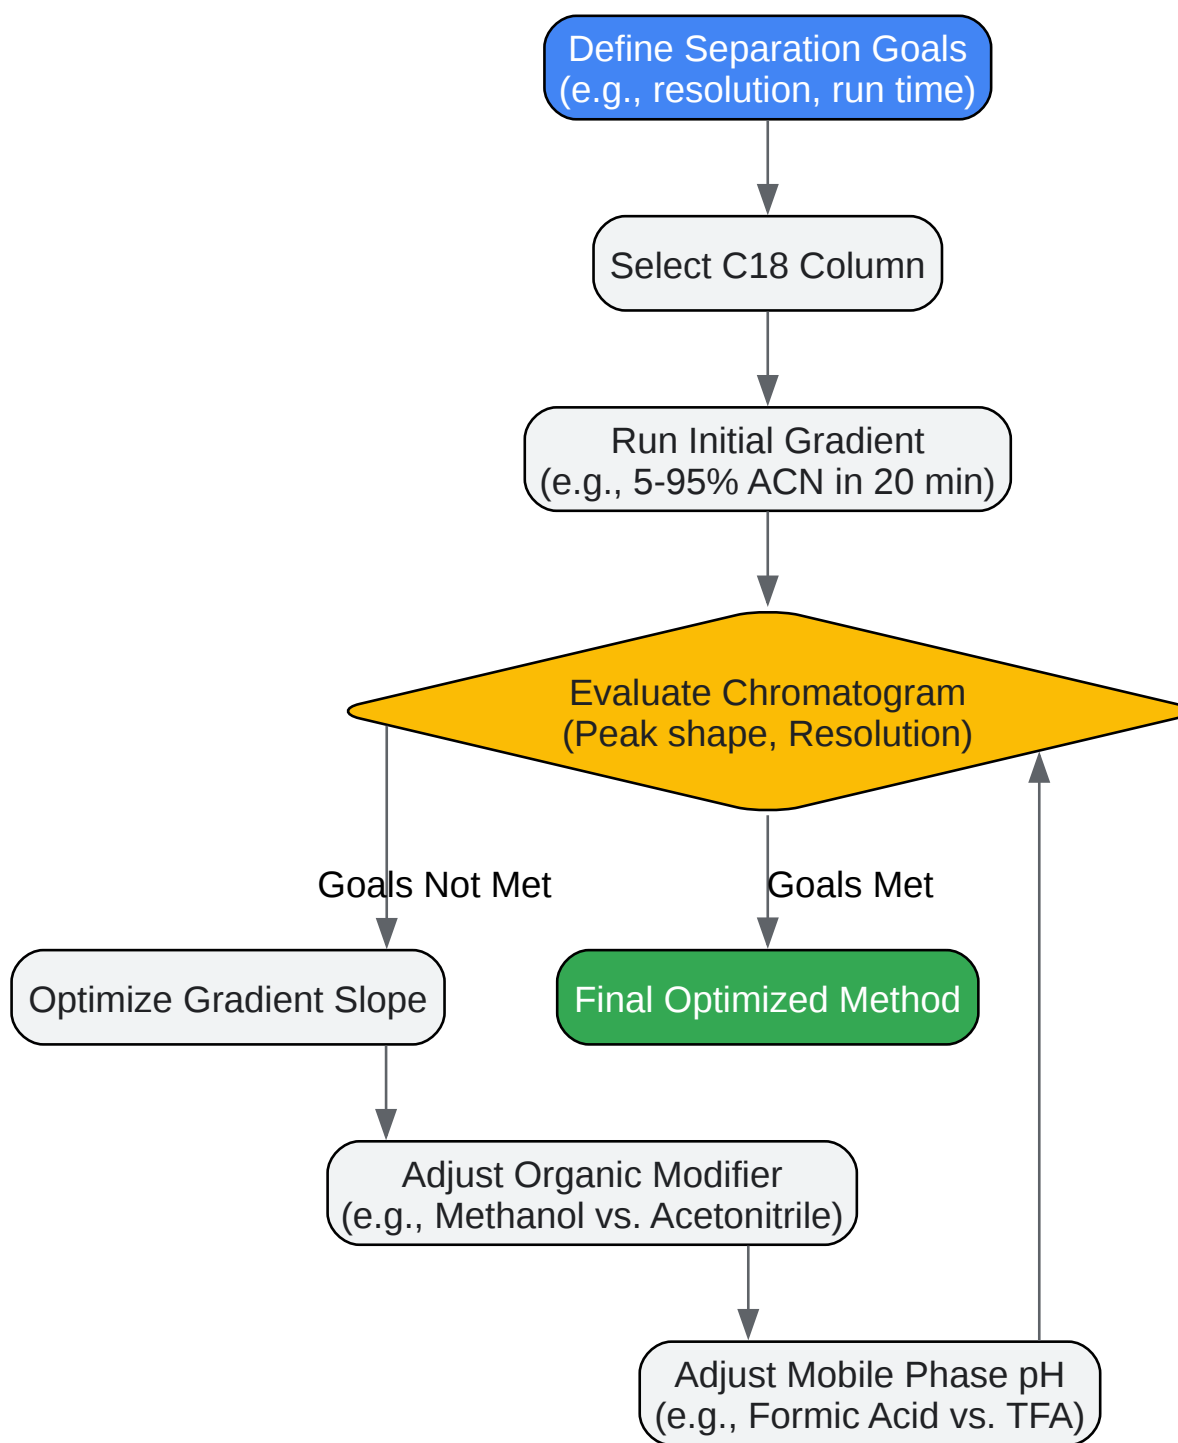 Define Separation Goals
(e.g., resolution, run time)
Select C18 Column
Run Initial Gradient
(e.g., 5-95% ACN in 20 min)
Evaluate Chromatogram
(Peak shape, Resolution)
Goals Not Met
Goals Met
Optimize Gradient Slope
Final Optimized Method
Adjust Organic Modifier
(e.g., Methanol vs. Acetonitrile)
Adjust Mobile Phase pH
(e.g., Formic Acid vs. TFA)